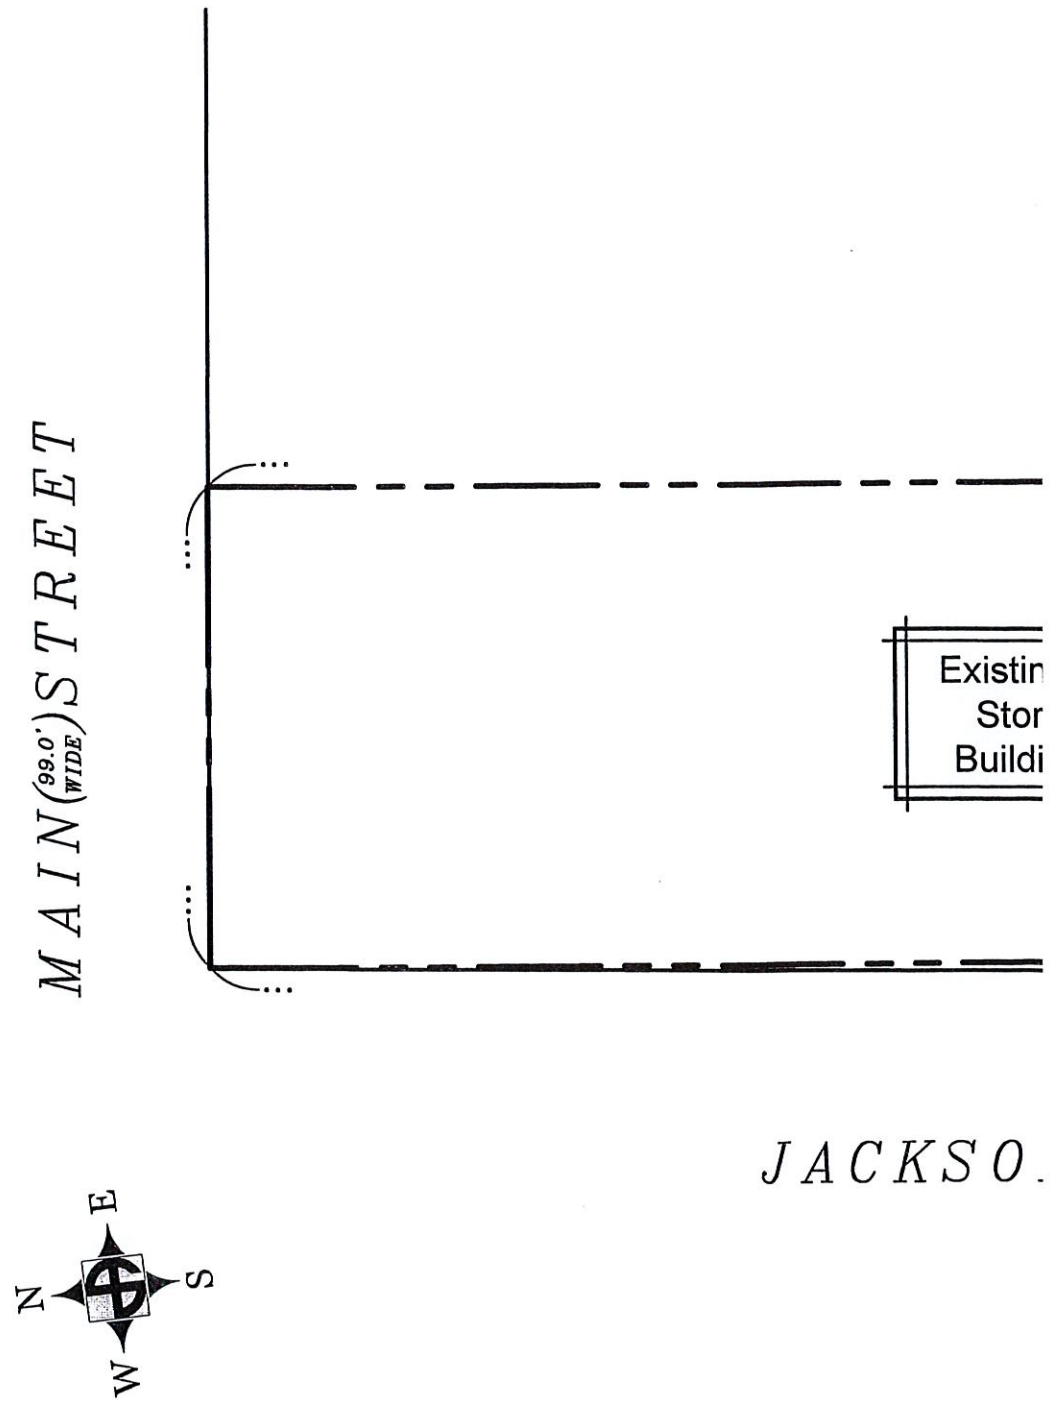 MAIN (99.0' WIDE) STREET
Existin
Stor
Buildi
JACKSO
N
E
S
W